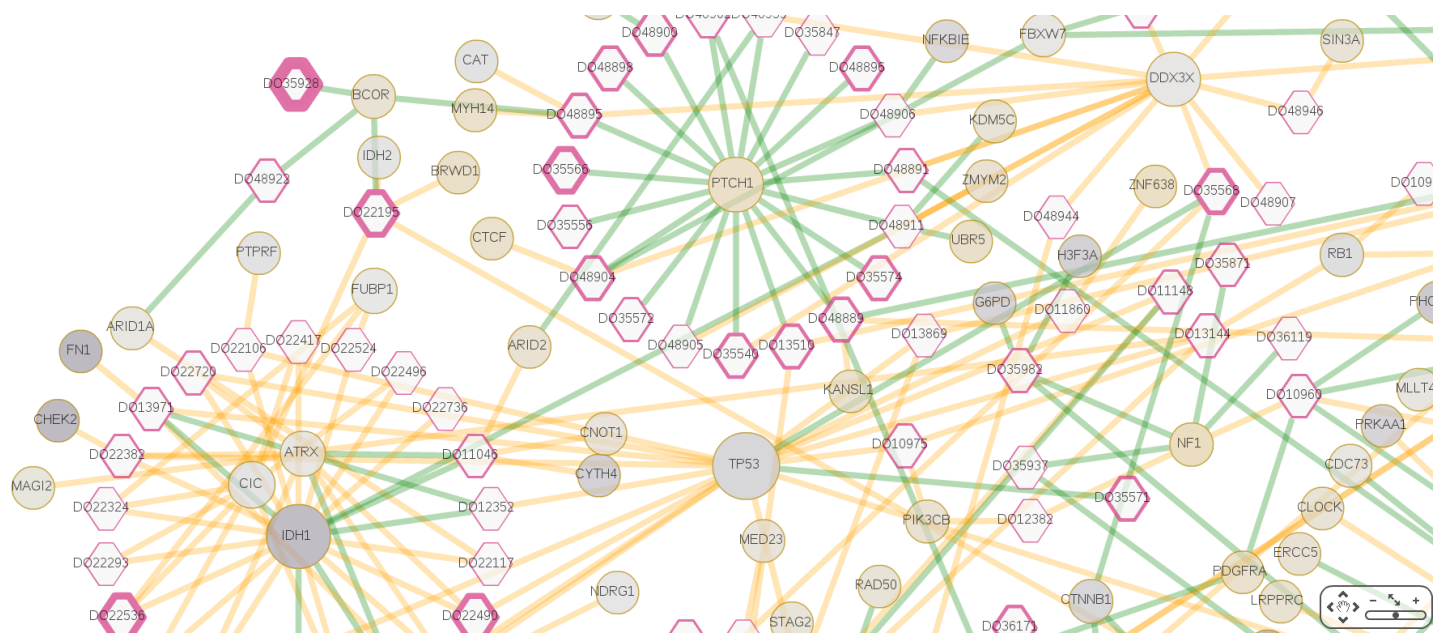 DO48900
DO35847
NFKBIE
FBXW7
SIN3A
CAT
DO48898
DO48896
DDX3X
DO35928
BCOR
MYH14
DO48895
DO48906
KDM5C
DO48946
IDH2
BRWD1
DO35566
PTCH1
DO48891
ZMYM2
ZNF638
DO35568
DO109
DO48922
DO22195
DO35556
DO48911
DO48944
DO48907
CTCF
UBR5
PTPRF
H3F3A
RB1
FUBP1
DO48904
DO35574
DO35871
DO11148
G6PD
DO11860
PHC
ARID1A
DO35572
DO48889
DO13869
DO13144
DO36119
FN1
DO22106
DO22417
DO22524
ARID2
DO48905
DO35540
DO13510
DO22720
DO22496
DO35982
KANSL1
MLLT4
DO10960
DO13971
DO22736
CHEK2
PRKAA1
CNOT1
DO22382
ATRX
DO11046
DO10975
NF1
TP53
DO35937
CDC73
CYTH4
MAGI2
CIC
DO22324
DO12352
DO35571
CLOCK
PIK3CB
DO12382
IDH1
MED23
ERCC5
DO22293
DO22117
PDGFRA
RAD50
NDRG1
CTNNB1
LRPPRC
DO22536
DO22490
STAG2
DO36171